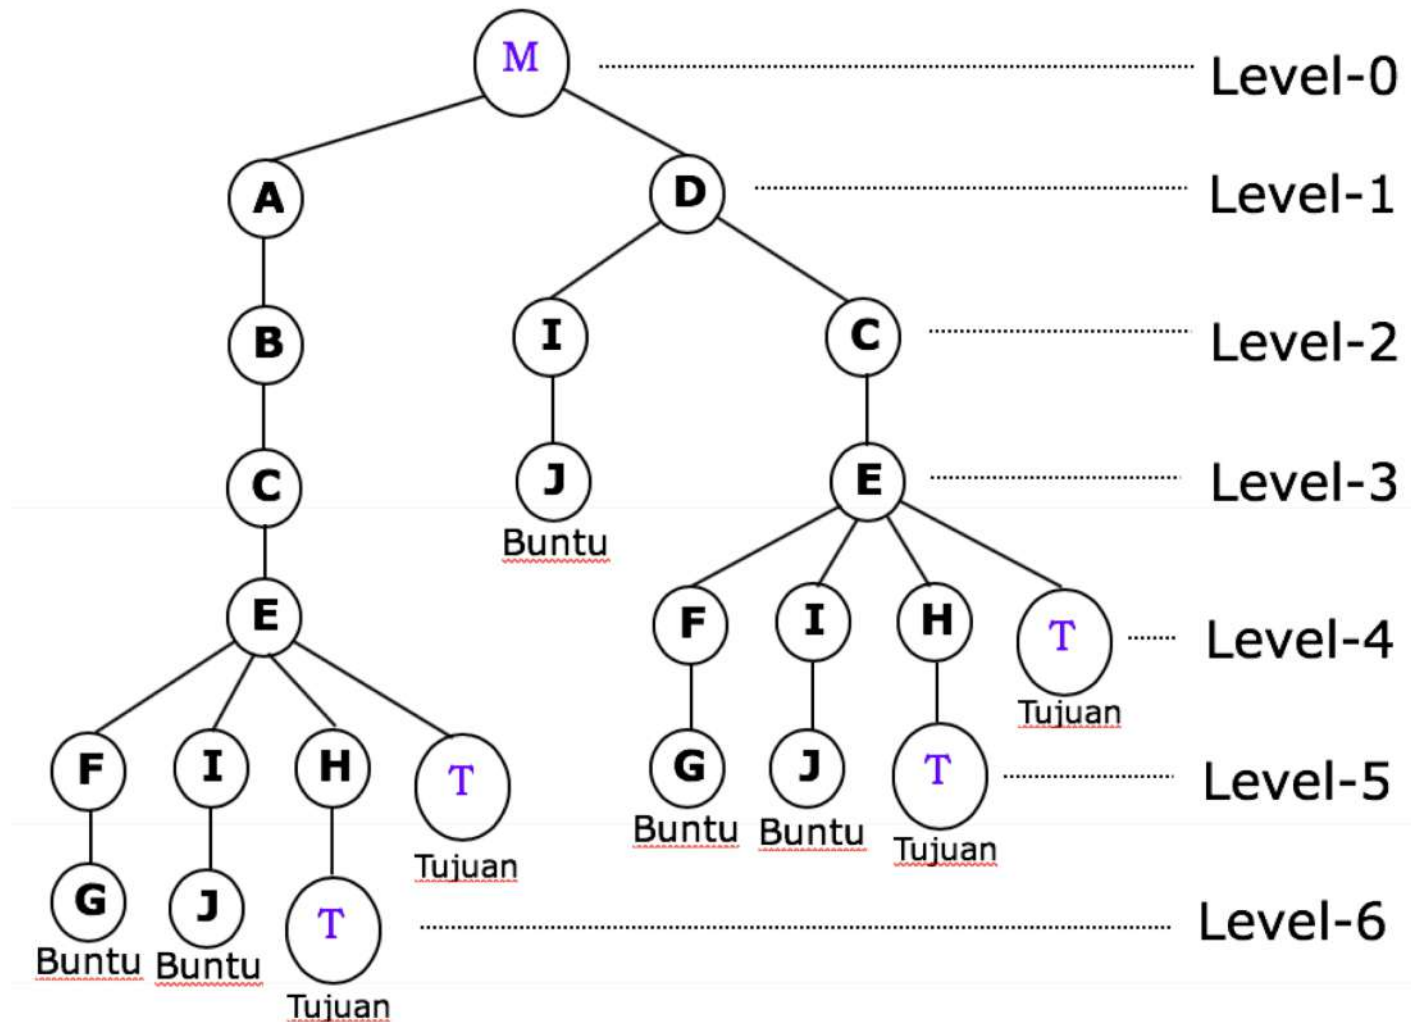 M
Level-0
A
D
Level-1
B
I
C
Level-2
C
J
E
Level-3
Buntu
E
F
I
H
T
Level-4
Tujuan
F
I
H
T
G
J
T
Level-5
Buntu
Buntu
Tujuan
Tujuan
G
J
T
Level-6
Buntu
Buntu
Tujuan